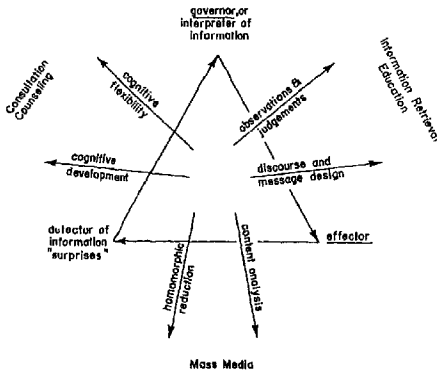 governor, or
interpreter of
information
Consultation
Counseling
cognitive
flexibility
observations &
judgements
Information Retrieval
Education
cognitive
development
discourse and
message design
detector of
information
"surprises"
effector
homomorphic
reduction
content analysis
Mass Media